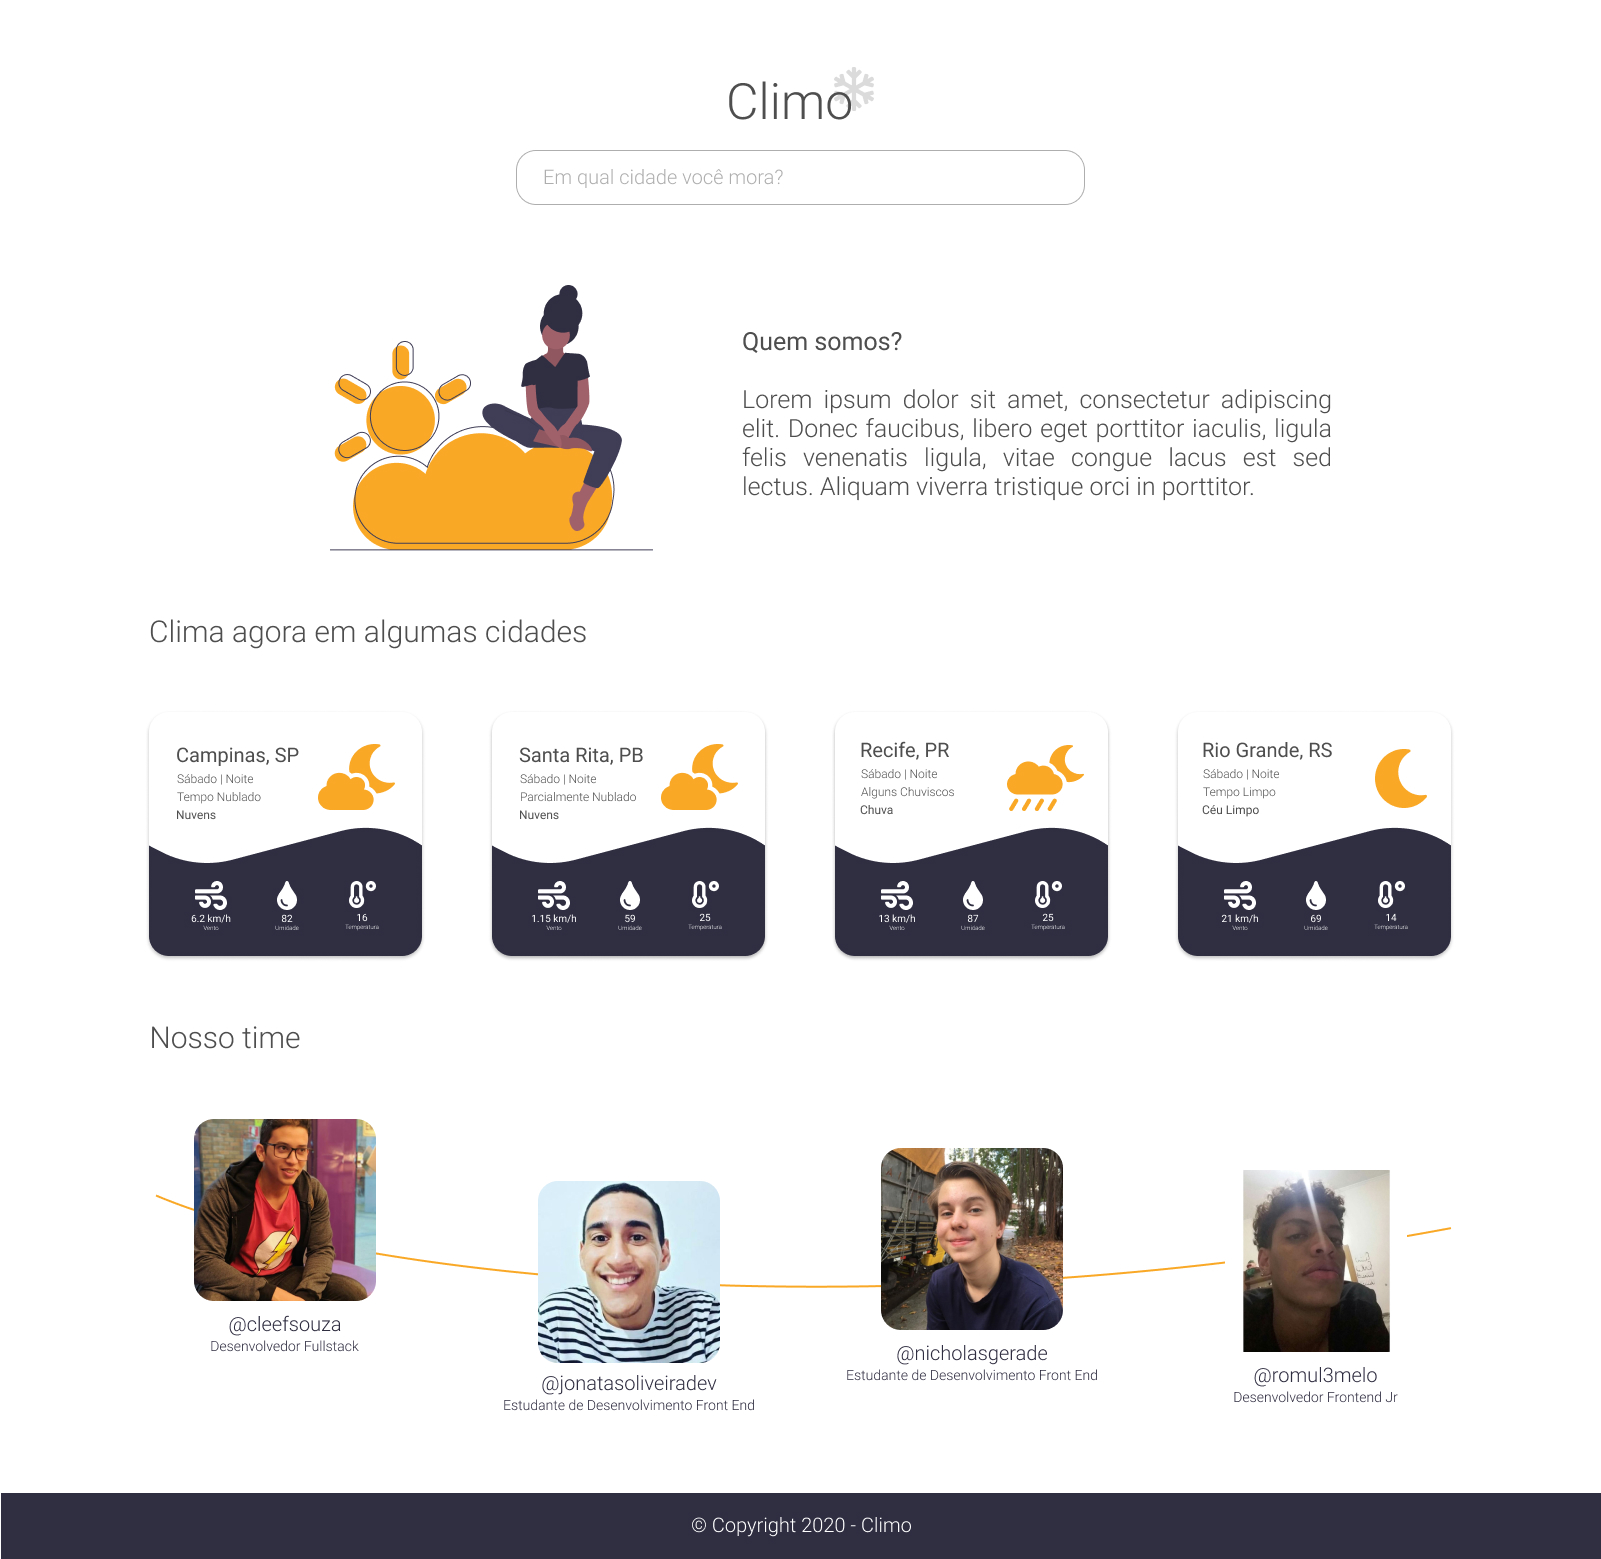 Climo
Em qual cidade você mora?
Quem somos?
Lorem ipsum dolor sit amet, consectetur adipiscing
elit. Donec faucibus, libero eget porttitor iaculis, ligula
felis venenatis ligula, vitae congue lacus est sed
lectus. Aliquam viverra tristique orci in porttitor.
Clima agora em algumas cidades
Campinas, SP
Sábado | Noite
Tempo Nublado
Nuvens
6.2 km/h
Vento
82
Umidade
16
Temperatura
Santa Rita, PB
Sábado | Noite
Parcialmente Nublado
Nuvens
1.15 km/h
Vento
59
Umidade
25
Temperatura
Recife, PR
Sábado | Noite
Alguns Chuviscos
Chuva
13 km/h
Vento
87
Umidade
25
Temperatura
Rio Grande, RS
Sábado | Noite
Tempo Limpo
Céu Limpo
21 km/h
Vento
69
Umidade
14
Temperatura
Nosso time
@cleefsouza
Desenvolvedor Fullstack
@jonatasoliveiradev
Estudante de Desenvolvimento Front End
@nicholasgerade
Estudante de Desenvolvimento Front End
@romul3melo
Desenvolvedor Frontend Jr
© Copyright 2020 - Climo